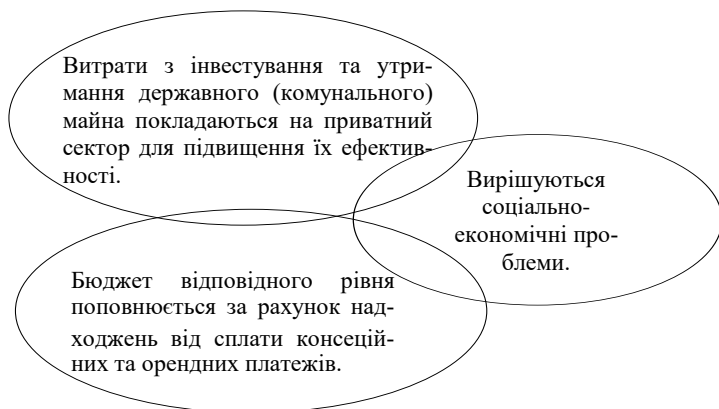 Витрати з інвестування та утри-
мання державного (комунального)
майна покладаються на приватний
сектор для підвищення їх ефектив-
ності.
Вирішуються
соціально-
економічні про-
блеми.
Бюджет відповідного рівня
поповнюється за рахунок над-
ходжень від сплати консецій-
них та орендних платежів.